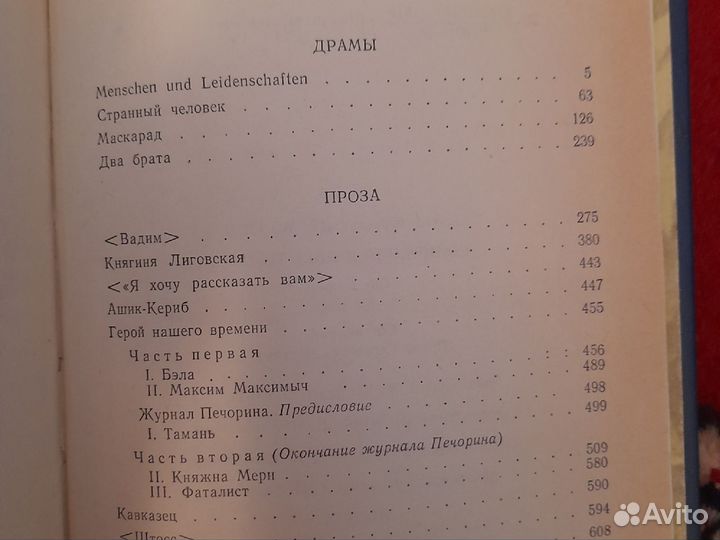 ДРАМЫ
Menschen und Leidenschaften . . . . . . . . . . . 5
Странный человек . . . . . . . . . . . . . . . 63
Маскарад . . . . . . . . . . . . . . . . . 126
Два брата . . . . . . . . . . . . . . . . . 239
ПРОЗА
<Вадим> . . . . . . . . . . . . . . . . . 275
Княгиня Лиговская . . . . . . . . . . . . . . 380
<«Я хочу рассказать вам»> . . . . . . . . . . . 443
Ашик-Кериб . . . . . . . . . . . . . . . . 447
Герой нашего времени . . . . . . . . . . . . . 455
Часть первая
I. Бэла . . . . . . . . . . . . . . . . : : 456
II. Максим Максимыч . . . . . . . . . . . . 489
Журнал Печорина. Предисловие . . . . . . . . . 498
I. Тамань . . . . . . . . . . . . . . . . 499
Часть вторая (Окончание журнала Печорина)
II. Княжна Мери . . . . . . . . . . . . . . 509
III. Фаталист . . . . . . . . . . . . . . . 580
Кавказец . . . . . . . . . . . . . . . . . 590
<Штосс> . . . . . . . . . . . . . . . . . 594
608
Avito